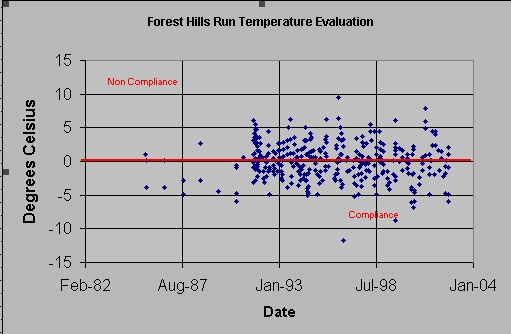 Forest Hills Run Temperature Evaluation
15
Non Compliance
10
5
0
-5
Compliance
-10
-15
Degrees Celsius
Feb-82 Aug-87 Jan-93 Jul-98 Jan-04
Date